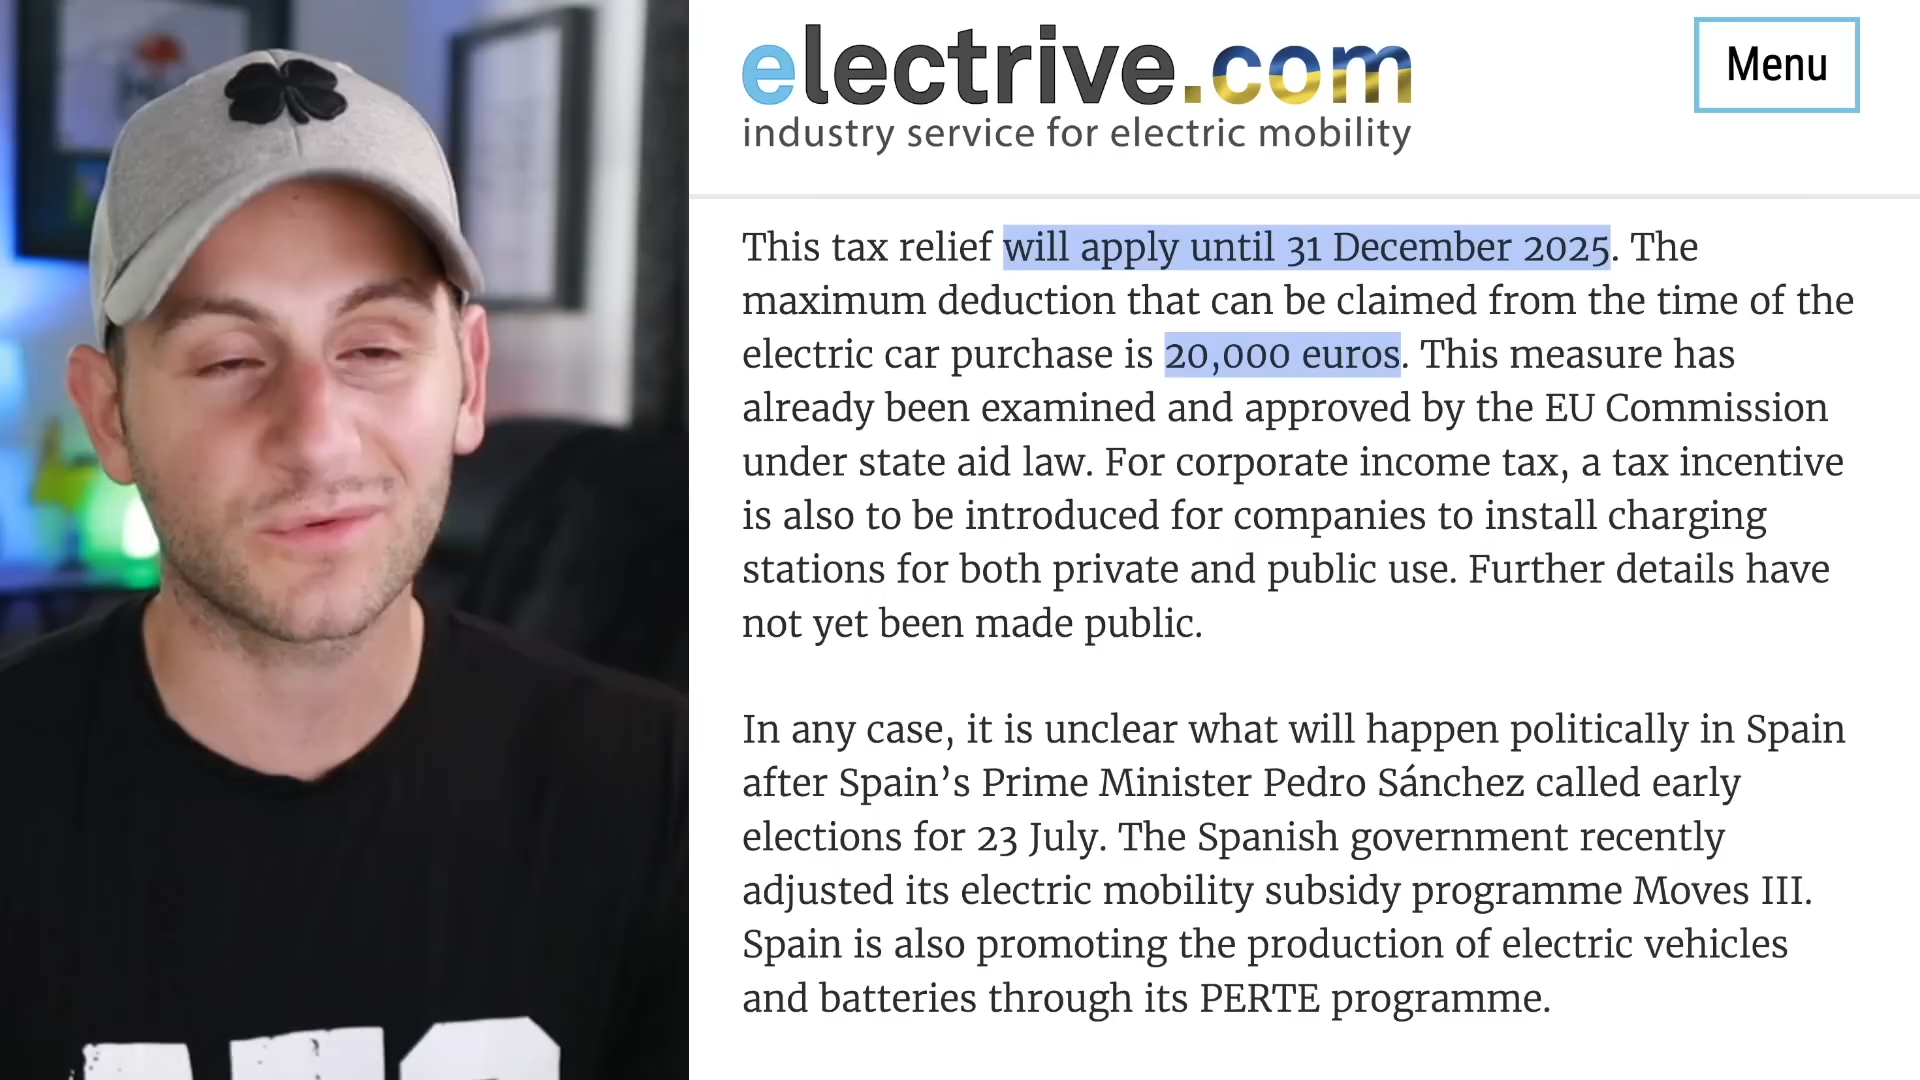 electrive.com
industry service for electric mobility
Menu
This tax relief will apply until 31 December 2025. The
maximum deduction that can be claimed from the time of the
electric car purchase is 20,000 euros. This measure has
already been examined and approved by the EU Commission
under state aid law. For corporate income tax, a tax incentive
is also to be introduced for companies to install charging
stations for both private and public use. Further details have
not yet been made public.
In any case, it is unclear what will happen politically in Spain
after Spain’s Prime Minister Pedro Sánchez called early
elections for 23 July. The Spanish government recently
adjusted its electric mobility subsidy programme Moves III.
Spain is also promoting the production of electric vehicles
and batteries through its PERTE programme.